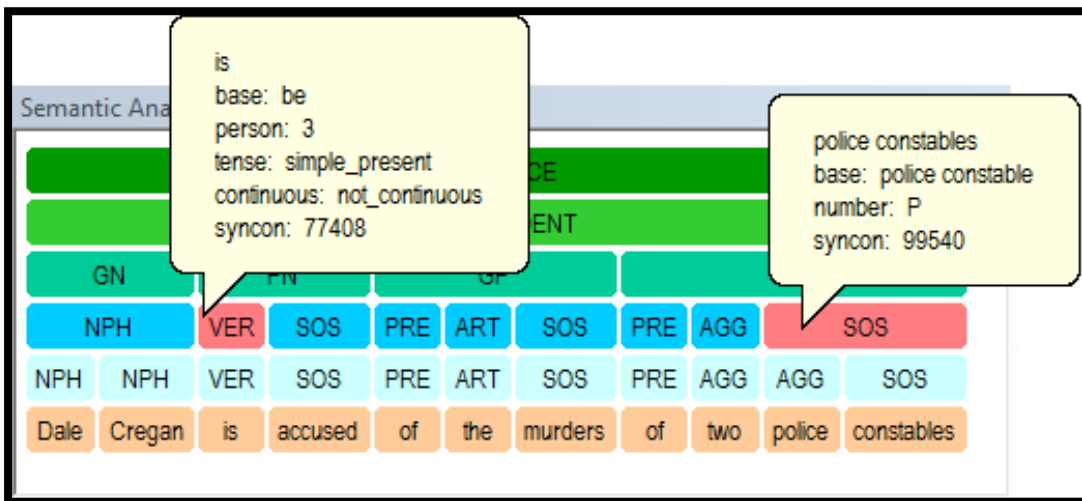 is
base: be
person: 3
tense: simple_present
continuous: not_continuous
syncon: 77408
police constables
base: police constable
number: P
syncon: 99540
Semantic Ana
CE
DENT
GN PN GP
NPH VER SOS PRE ART SOS PRE AGG SOS
NPH NPH VER SOS PRE ART SOS PRE AGG AGG SOS
Dale Cregan is accused of the murders of two police constables